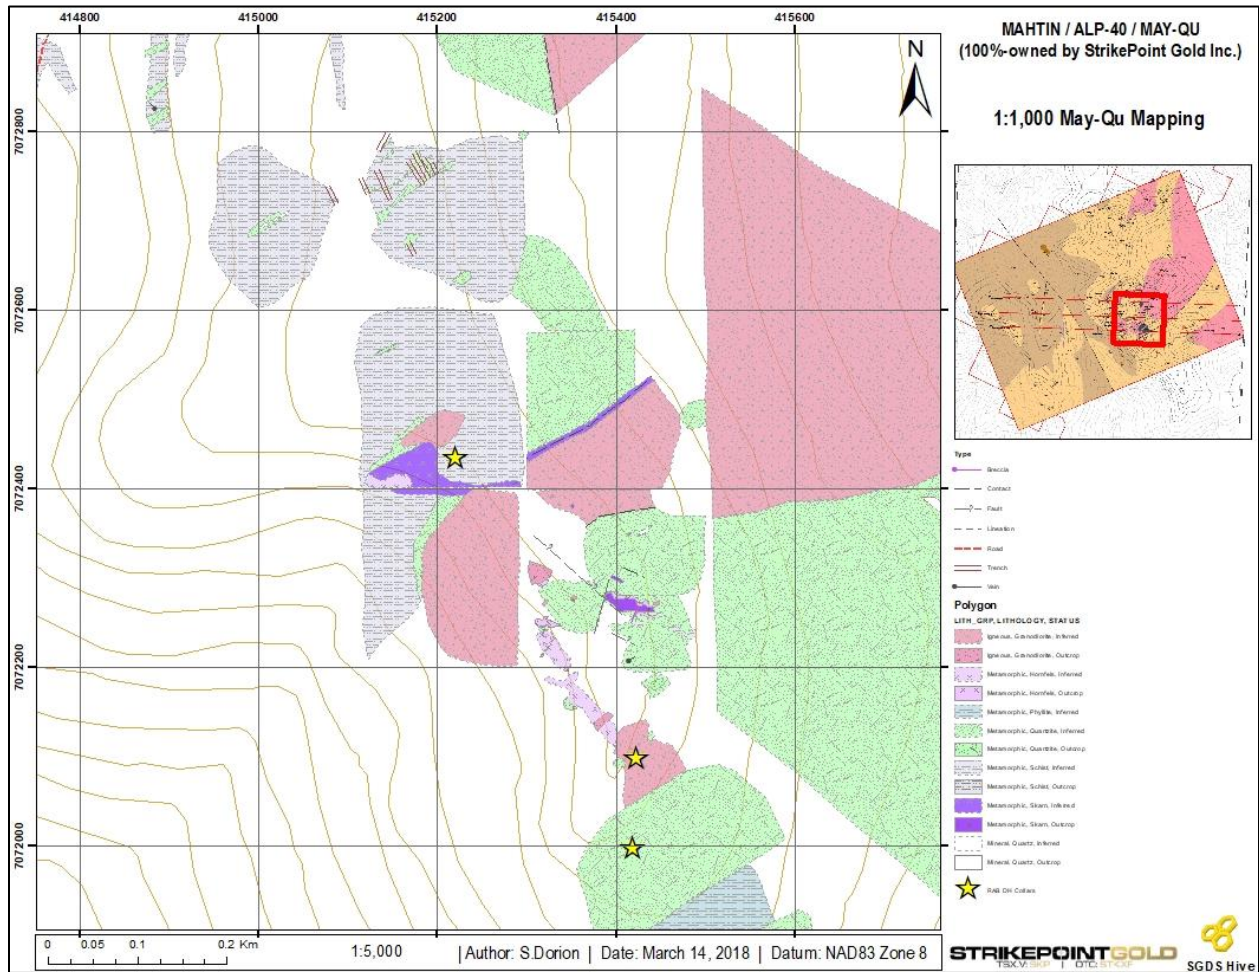 414800 415000 415200 415400 415600
7072800
7072600
7072400
7072200
7072000
N
MAHTIN / ALP-40 / MAY-QU
(100%-owned by StrikePoint Gold Inc.)
1:1,000 May-Qu Mapping
Type
Breccia
Contact
Fault
Lineation
Road
Trench
Vein
Polygon
LITH_GRP, LITHOLOGY, STATUS
Igneous, Granodiorite, Inferred
Igneous, Granodiorite, Outcrop
Metamorphic, Hornfels, Inferred
Metamorphic, Hornfels, Outcrop
Metamorphic, Phyllite, Inferred
Metamorphic, Quartzite, Inferred
Metamorphic, Quartzite, Outcrop
Metamorphic, Schist, Inferred
Metamorphic, Schist, Outcrop
Metamorphic, Skarn, Inferred
Metamorphic, Skarn, Outcrop
Mineral, Quartz, Inferred
Mineral, Quartz, Outcrop
RAB DH Collars
0 0.05 0.1 0.2 Km
1:5,000 | Author: S.Dorion | Date: March 14, 2018 | Datum: NAD83 Zone 8
STRIKEPOINTGOLD
TSX.V: SKP | OTC: STKXF
SGDS Hive